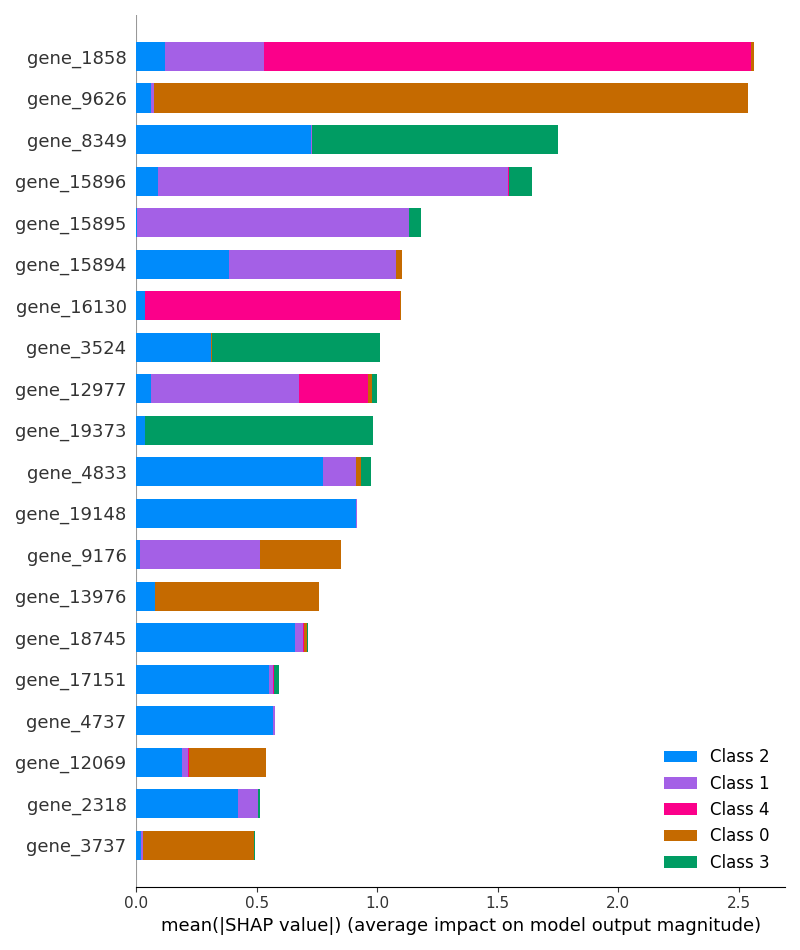 gene_1858
gene_9626
gene_8349
gene_15896
gene_15895
gene_15894
gene_16130
gene_3524
gene_12977
gene_19373
gene_4833
gene_19148
gene_9176
gene_13976
gene_18745
gene_17151
gene_4737
gene_12069
gene_2318
gene_3737
Class 2
Class 1
Class 4
Class 0
Class 3
0.0 0.5 1.0 1.5 2.0 2.5
mean(|SHAP value|) (average impact on model output magnitude)